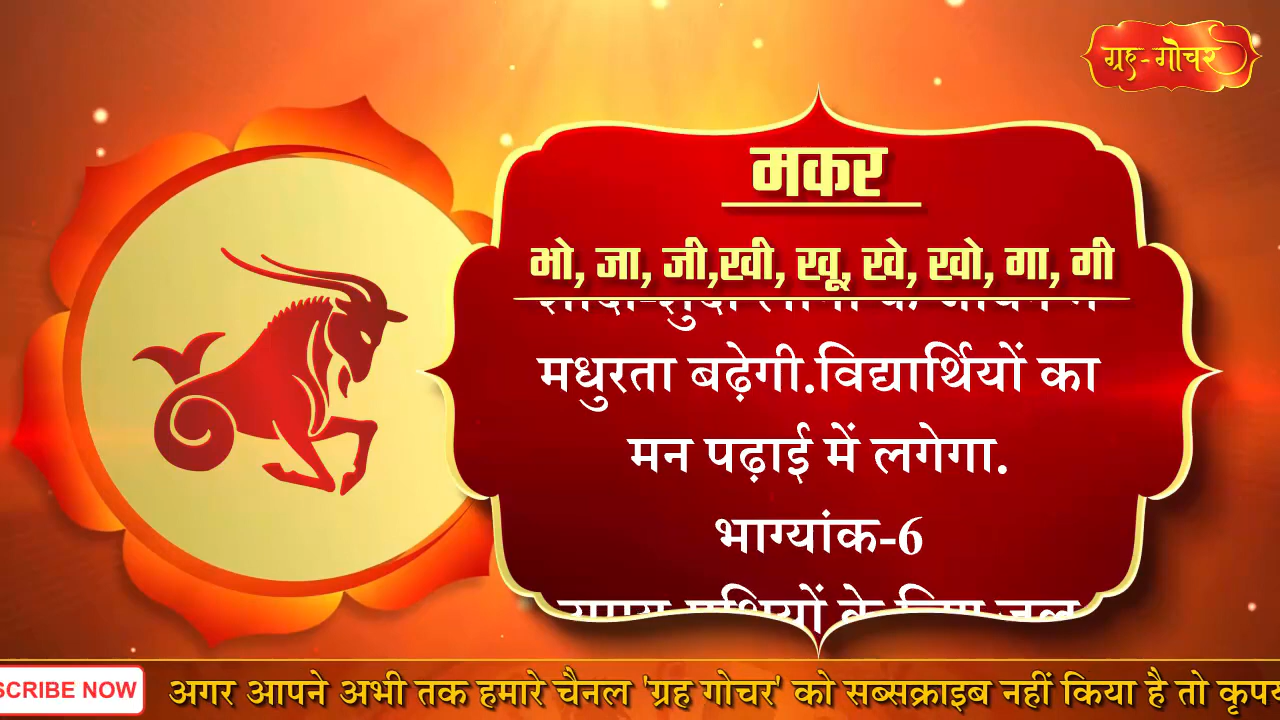 ग्रह-गोचर
मकर
भो, जा, जी,खी, खू, खे, खो, गा, गी
मधुरता बढ़ेगी.विद्यार्थियों का
मन पढ़ाई में लगेगा.
भाग्यांक-6
SCRIBE NOW अगर आपने अभी तक हमारे चैनल 'ग्रह गोचर' को सब्सक्राइब नहीं किया है तो